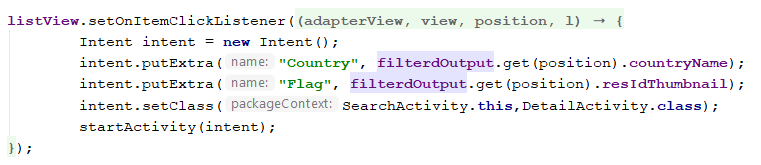 listView.setOnItemClickListener((adapterView, view, position, l) → {
Intent intent = new Intent();
intent.putExtra( name: "Country", filterdOutput.get(position).countryName);
intent.putExtra( name: "Flag", filterdOutput.get(position).resIdThumbnail);
intent.setClass( packageContext: SearchActivity.this,DetailActivity.class);
startActivity(intent);
});